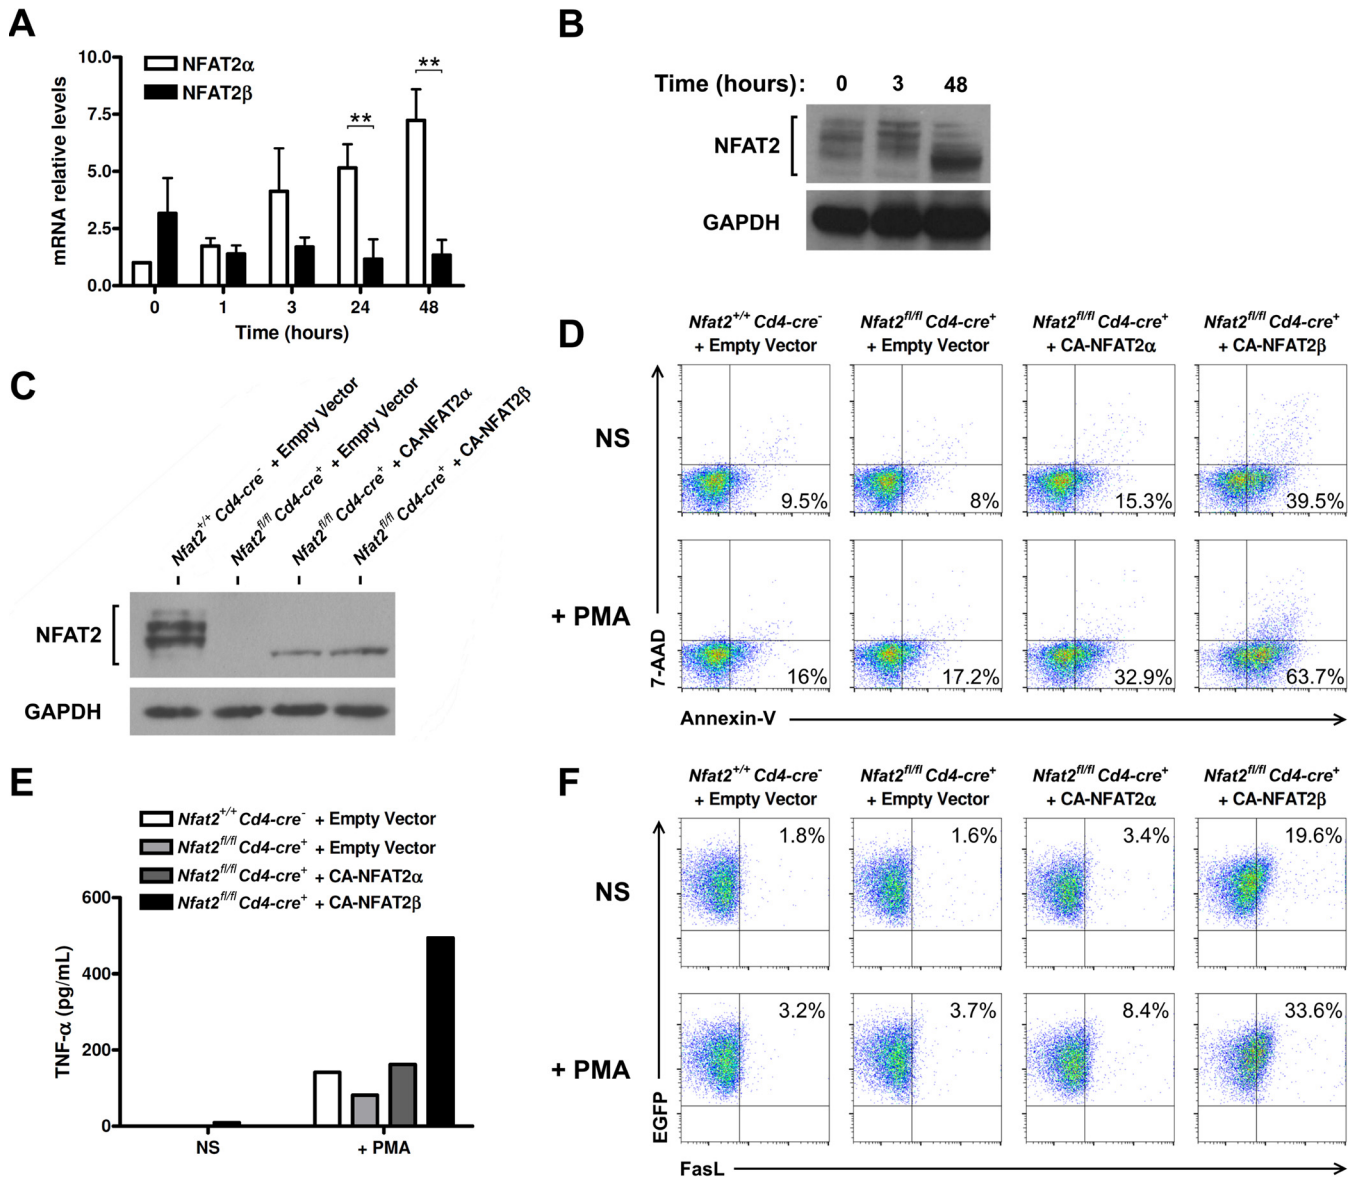 A
10.0
7.5
5.0
2.5
0.0
mRNA relative levels
NFAT2α
NFAT2β
**
**
0 1 3 24 48
Time (hours)
B
Time (hours): 0 3 48
NFAT2
GAPDH
C
Nfat2+/+ Cd4-cre- + Empty Vector
Nfat2fl/fl Cd4-cre+ + Empty Vector
Nfat2fl/fl Cd4-cre+ + CA-NFAT2α
Nfat2fl/fl Cd4-cre+ + CA-NFAT2β
NFAT2
GAPDH
D
Nfat2+/+ Cd4-cre-
+ Empty Vector
Nfat2fl/fl Cd4-cre+
+ Empty Vector
Nfat2fl/fl Cd4-cre+
+ CA-NFAT2α
Nfat2fl/fl Cd4-cre+
+ CA-NFAT2β
NS
9.5% 8% 15.3% 39.5%
+ PMA
16% 17.2% 32.9% 63.7%
7-AAD
Annexin-V
E
Nfat2+/+ Cd4-cre- + Empty Vector
Nfat2fl/fl Cd4-cre+ + Empty Vector
Nfat2fl/fl Cd4-cre+ + CA-NFAT2α
Nfat2fl/fl Cd4-cre+ + CA-NFAT2β
600
400
200
0
TNF-α (pg/mL)
NS + PMA
F
Nfat2+/+ Cd4-cre-
+ Empty Vector
Nfat2fl/fl Cd4-cre+
+ Empty Vector
Nfat2fl/fl Cd4-cre+
+ CA-NFAT2α
Nfat2fl/fl Cd4-cre+
+ CA-NFAT2β
NS
1.8% 1.6% 3.4% 19.6%
+ PMA
3.2% 3.7% 8.4% 33.6%
EGFP
FasL